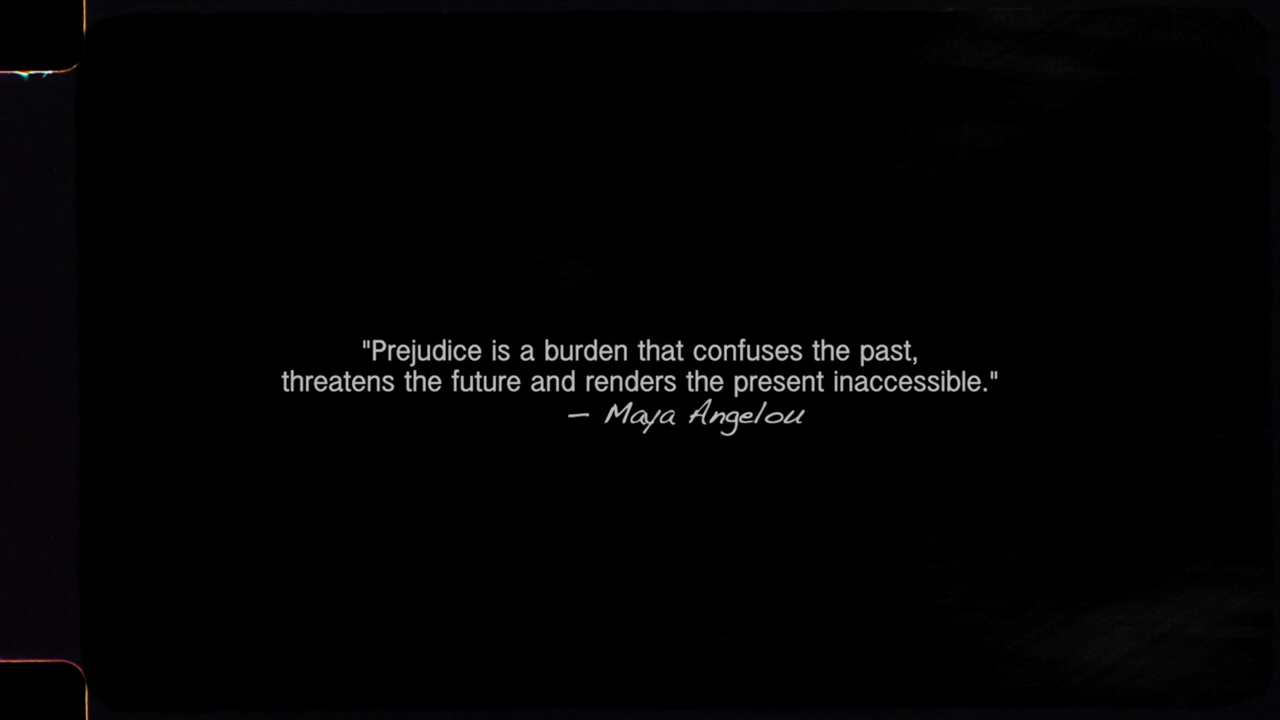 "Prejudice is a burden that confuses the past,
threatens the future and renders the present inaccessible."
— Maya Angelou